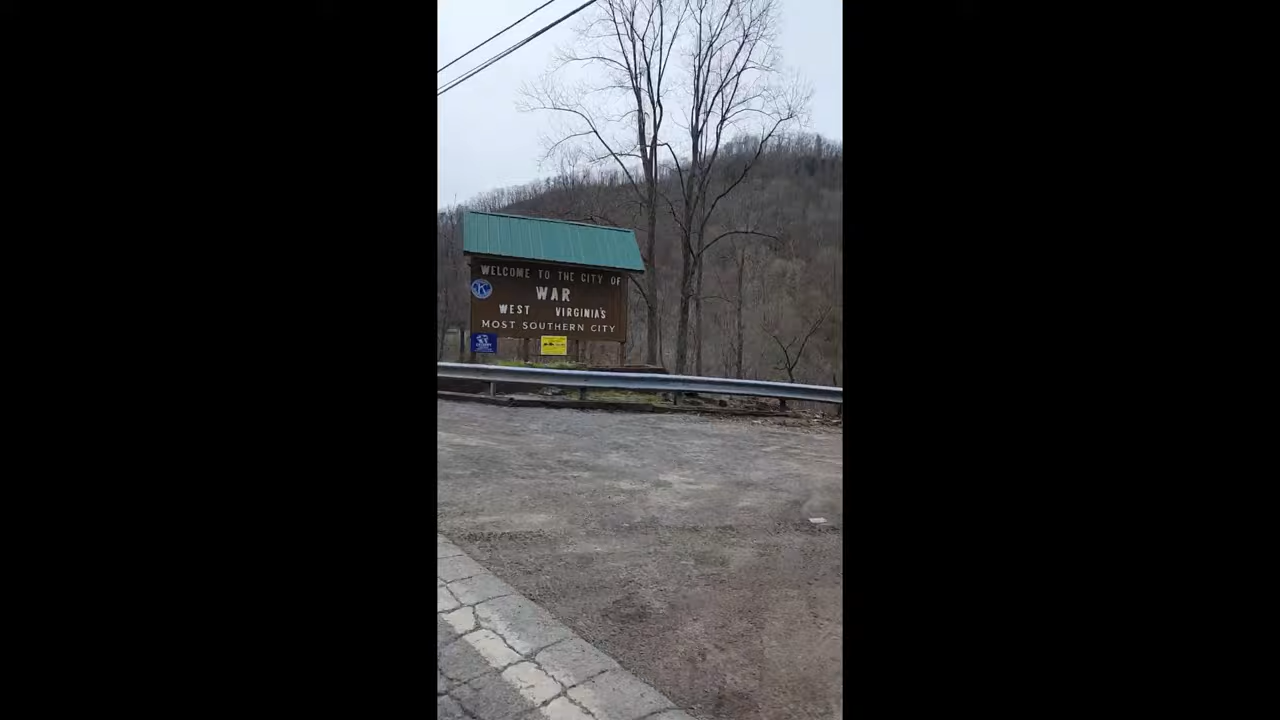 WELCOME TO THE CITY OF
WAR
K
WEST VIRGINIA'S
MOST SOUTHERN CITY